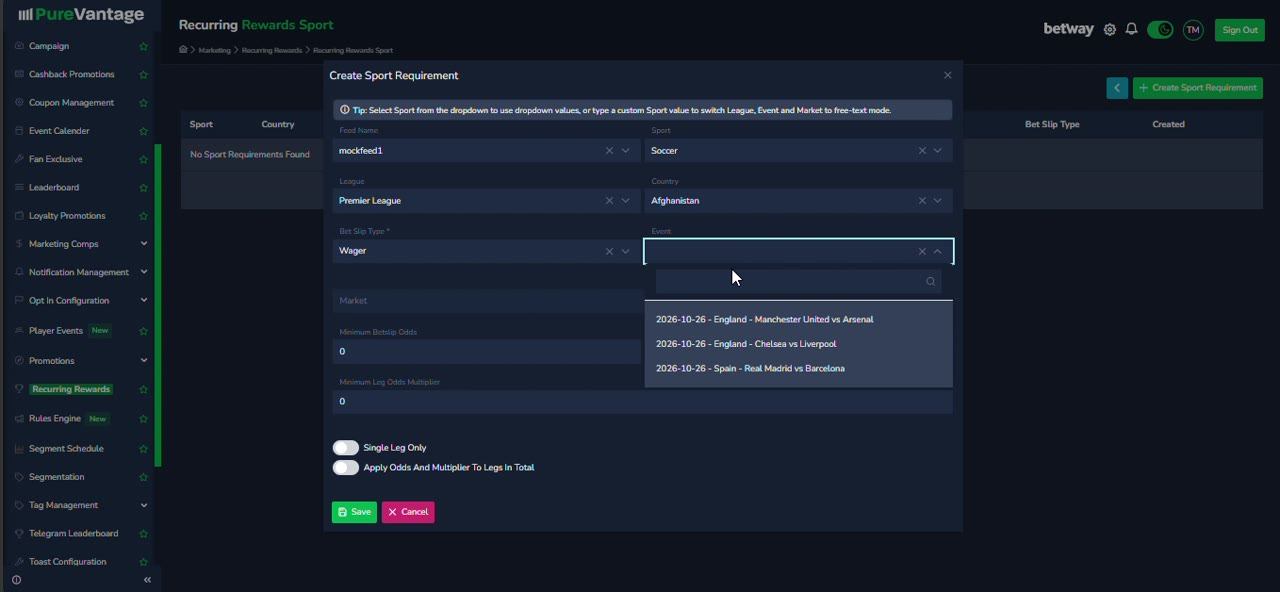 PureVantage
Recurring Rewards Sport
Marketing > Recurring Rewards > Recurring Rewards Sport
betway
TM
Sign Out
Campaign
Cashback Promotions
Coupon Management
Event Calender
Fan Exclusive
Leaderboard
Loyalty Promotions
Marketing Comps
Notification Management
Opt In Configuration
Player Events New
Promotions
Recurring Rewards
Rules Engine New
Segment Schedule
Segmentation
Tag Management
Telegram Leaderboard
Toast Configuration
+ Create Sport Requirement
Sport Country Bet Slip Type Created
No Sport Requirements Found
Create Sport Requirement
Tip: Select Sport from the dropdown to use dropdown values, or type a custom Sport value to switch League, Event and Market to free-text mode.
Feed Name
mockfeed1
Sport
Soccer
League
Premier League
Country
Afghanistan
Bet Slip Type *
Wager
Event
2026-10-26 - England - Manchester United vs Arsenal
2026-10-26 - England - Chelsea vs Liverpool
2026-10-26 - Spain - Real Madrid vs Barcelona
Market
Minimum Betslip Odds
0
Minimum Leg Odds Multiplier
0
Single Leg Only
Apply Odds And Multiplier To Legs In Total
Save
Cancel